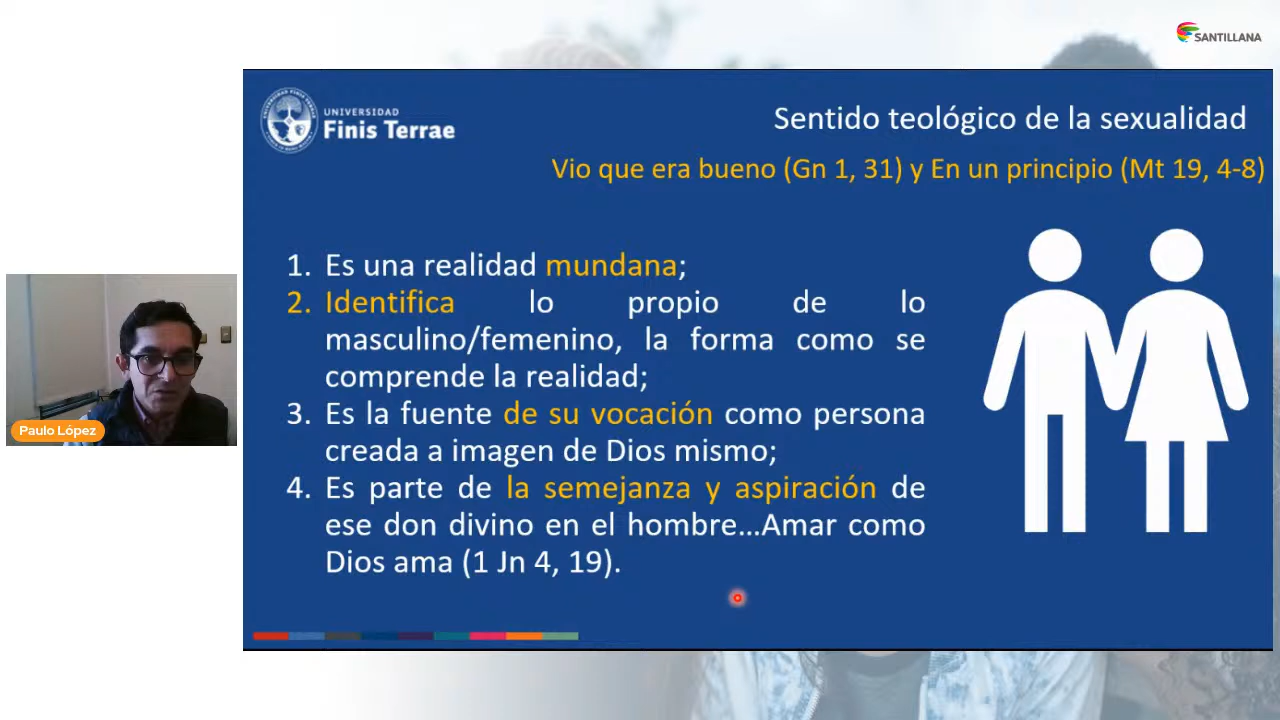 SANTILLANA
UNIVERSIDAD
Finis Terrae
Sentido teológico de la sexualidad
Vio que era bueno (Gn 1, 31) y En un principio (Mt 19, 4-8)
1. Es una realidad mundana;
2. Identifica lo propio de lo
masculino/femenino, la forma como se
comprende la realidad;
3. Es la fuente de su vocación como persona
creada a imagen de Dios mismo;
4. Es parte de la semejanza y aspiración de
ese don divino en el hombre…Amar como
Dios ama (1 Jn 4, 19).
Paulo López